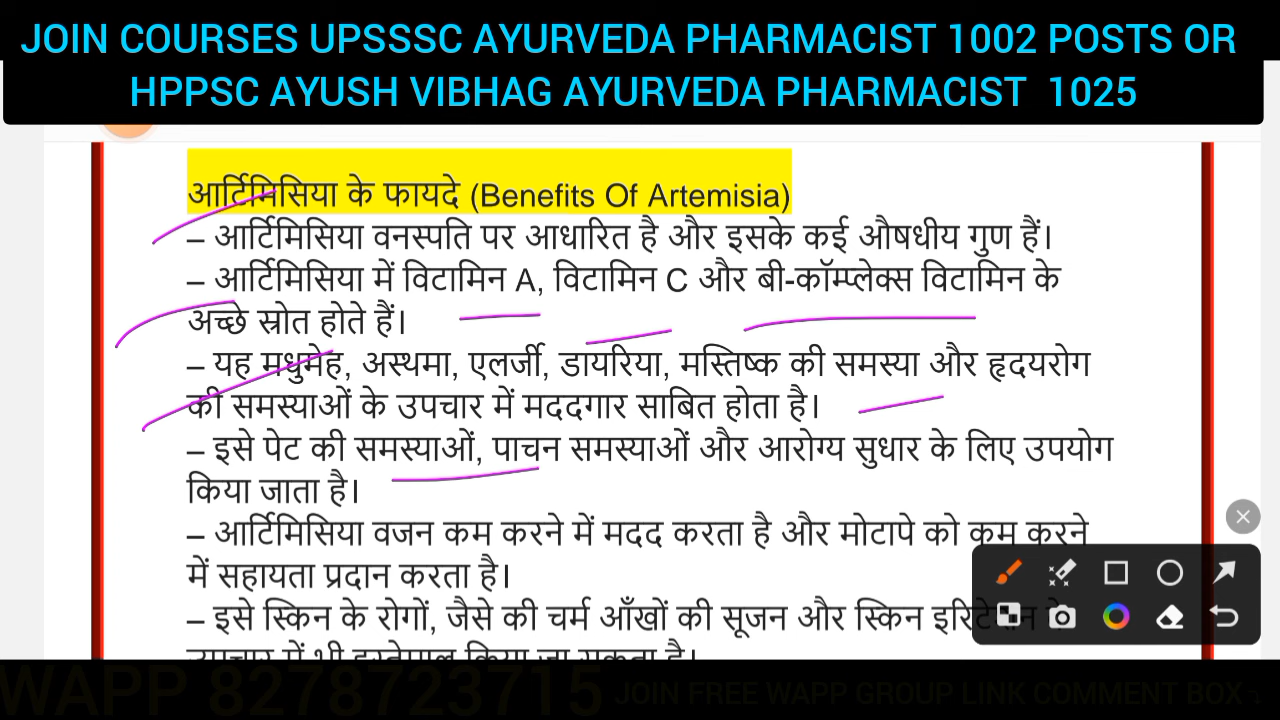 JOIN COURSES UPSSSC AYURVEDA PHARMACIST 1002 POSTS OR
HPPSC AYUSH VIBHAG AYURVEDA PHARMACIST 1025
आर्टिमिसिया के फायदे (Benefits Of Artemisia)
– आर्टिमिसिया वनस्पति पर आधारित है और इसके कई औषधीय गुण हैं।
– आर्टिमिसिया में विटामिन A, विटामिन C और बी-कॉम्प्लेक्स विटामिन के
अच्छे स्रोत होते हैं।
– यह मधुमेह, अस्थमा, एलर्जी, डायरिया, मस्तिष्क की समस्या और हृदयरोग
की समस्याओं के उपचार में मददगार साबित होता है।
– इसे पेट की समस्याओं, पाचन समस्याओं और आरोग्य सुधार के लिए उपयोग
किया जाता है।
– आर्टिमिसिया वजन कम करने में मदद करता है और मोटापे को कम करने
में सहायता प्रदान करता है।
– इसे स्किन के रोगों, जैसे की चर्म आँखों की सूजन और स्किन इरिटेशन के
उपचार में भी इस्तेमाल किया जा सकता है।
WAPP 8278723715 JOIN FREE WAPP GROUP LINK COMMENT BOX